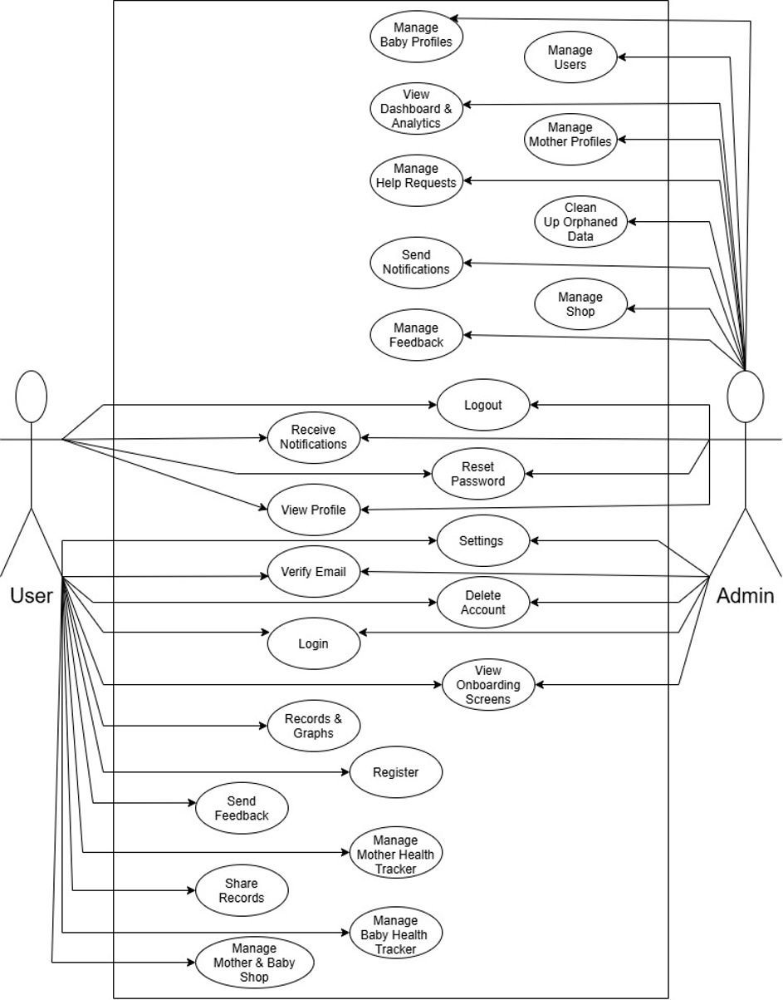 Manage
Baby Profiles
Manage
Users
View
Dashboard &
Analytics
Manage
Mother Profiles
Manage
Help Requests
Clean
Up Orphaned
Data
Send
Notifications
Manage
Shop
Manage
Feedback
Logout
Receive
Notifications
Reset
Password
View Profile
Settings
Verify Email
User
Delete
Account
Admin
Login
View
Onboarding
Screens
Records &
Graphs
Register
Send
Feedback
Manage
Mother Health
Tracker
Share
Records
Manage
Baby Health
Tracker
Manage
Mother & Baby
Shop